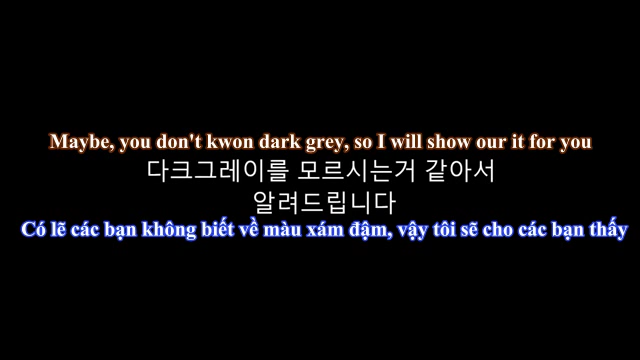 Maybe, you don't kwon dark grey, so I will show our it for you
다크그레이를 모르시는거 같아서
알려드립니다
Có lẽ các bạn không biết về màu xám đậm, vậy tôi sẽ cho các bạn thấy